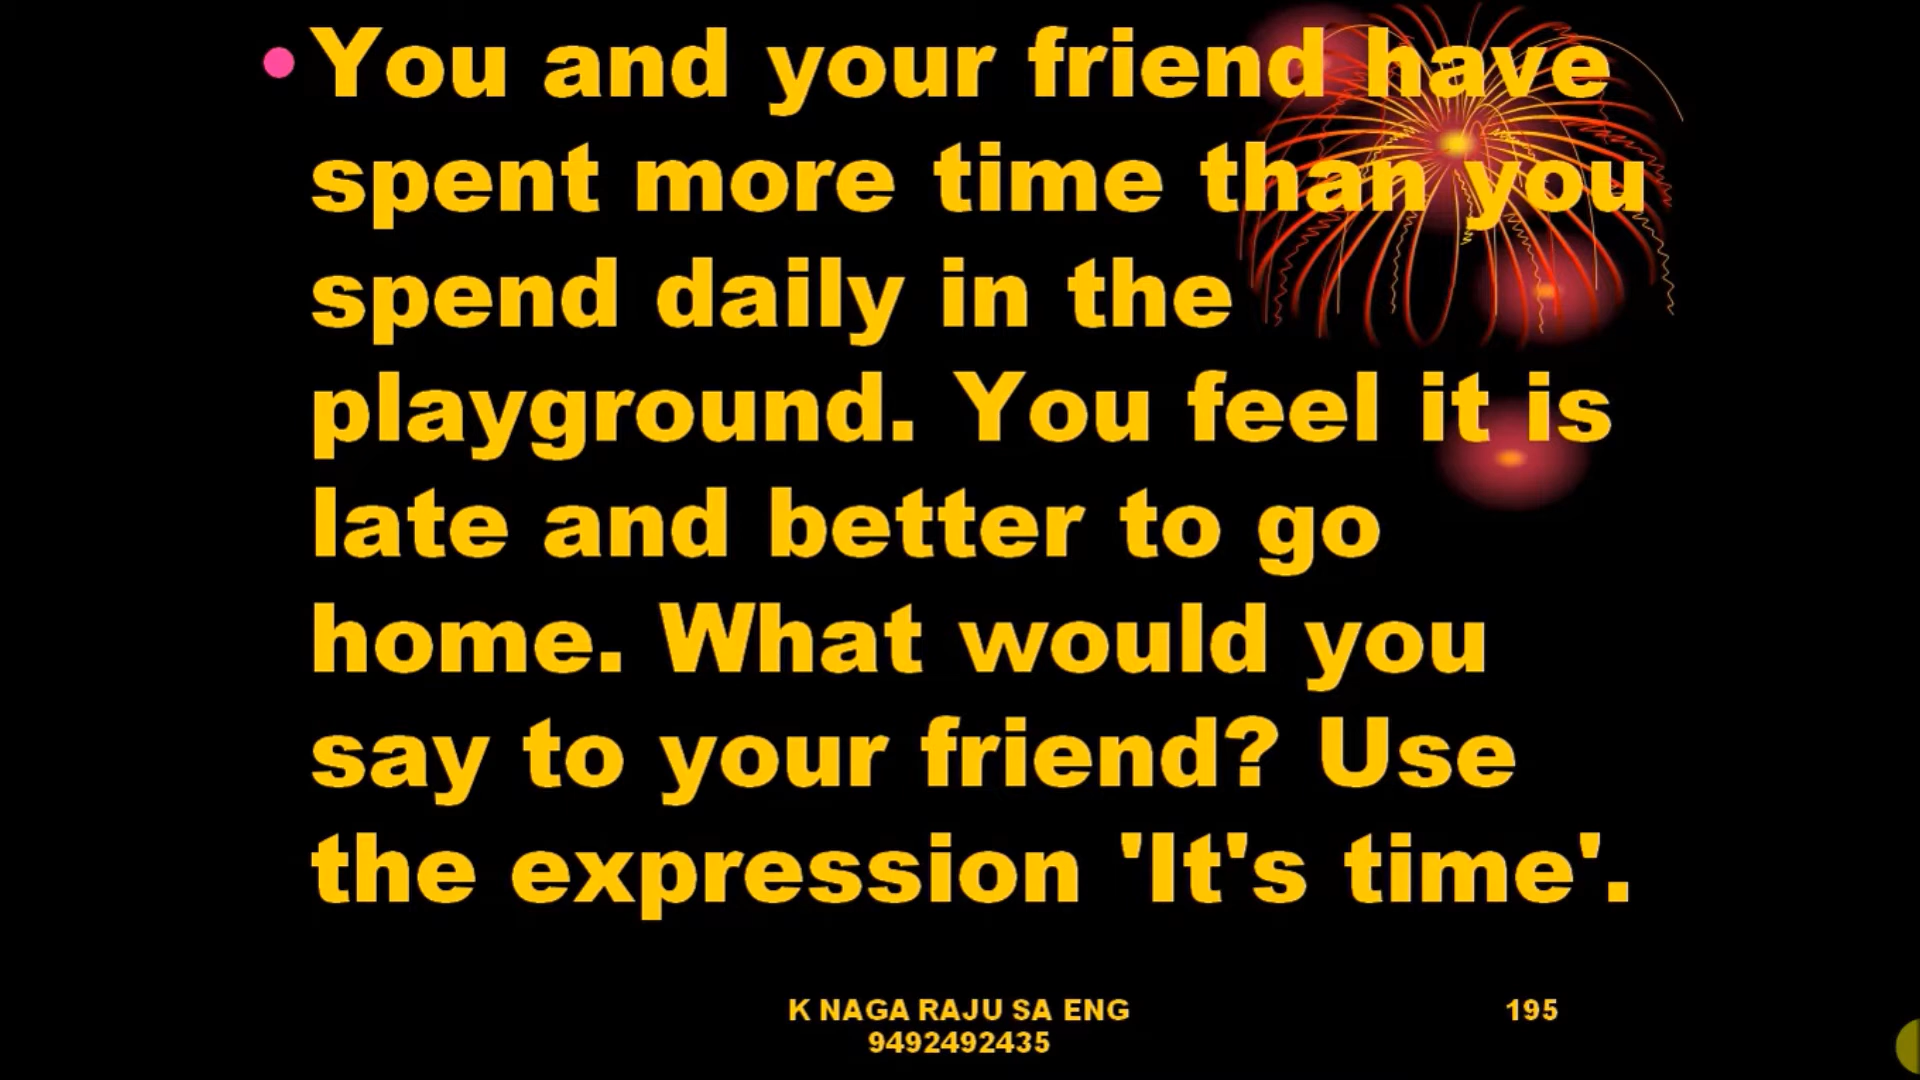 • You and your friend have
spent more time than you
spend daily in the
playground. You feel it is
late and better to go
home. What would you
say to your friend? Use
the expression 'It's time'.
K NAGA RAJU SA ENG
9492492435
195